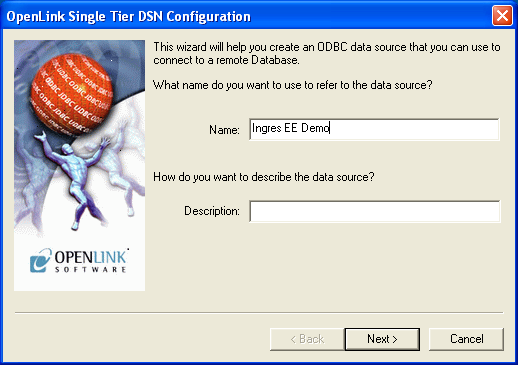 OpenLink Single Tier DSN Configuration
This wizard will help you create an ODBC data source that you can use to
connect to a remote Database.
What name do you want to use to refer to the data source?
Name: Ingres EE Demo
How do you want to describe the data source?
Description:
OPENLINK
SOFTWARE
< Back Next > Cancel